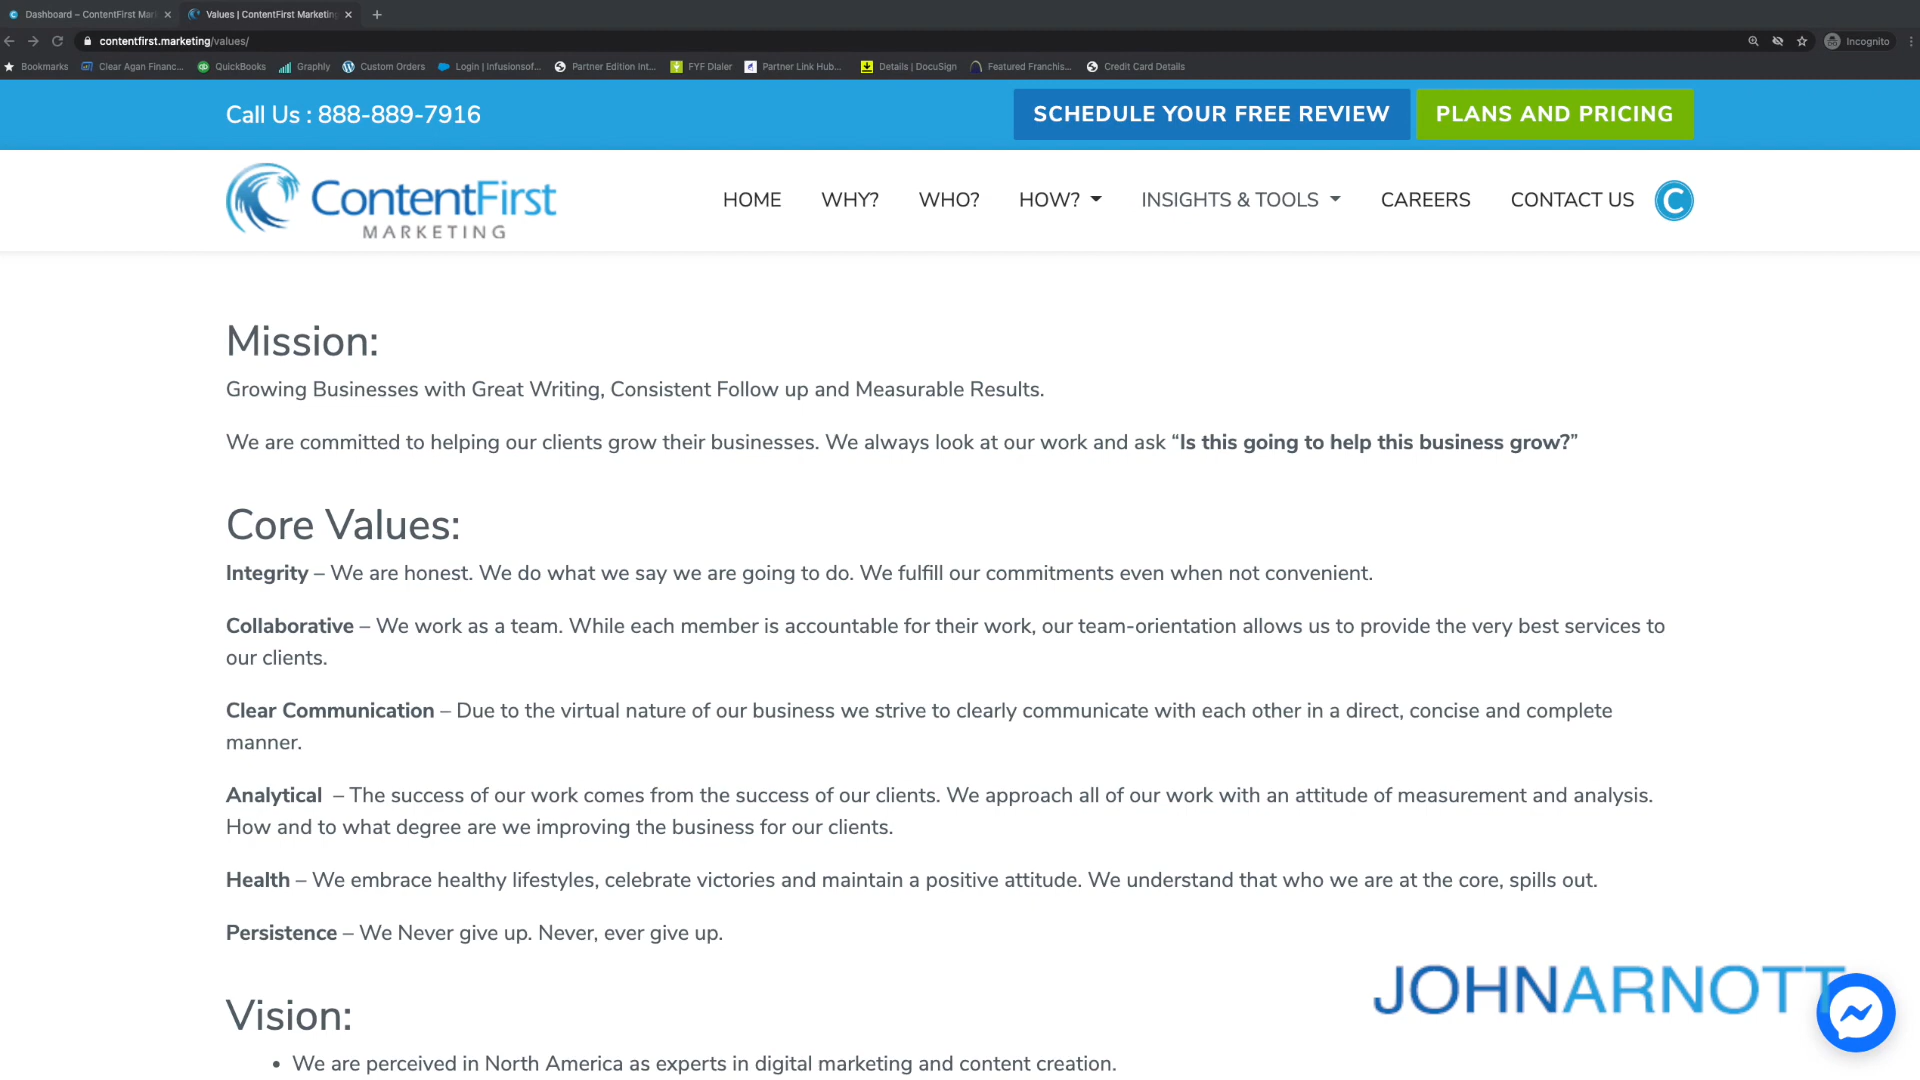 Dashboard – ContentFirst Mar
Values | ContentFirst Marketing
contentfirst.marketing/values/
Incognito
Bookmarks Clear Agan Financ... QuickBooks Graphly Custom Orders Login | Infusionsof... Partner Edition Int... FYF Dialer Partner Link Hub... Details | DocuSign Featured Franchis... Credit Card Details
Call Us : 888-889-7916
SCHEDULE YOUR FREE REVIEW
PLANS AND PRICING
ContentFirst
MARKETING
HOME WHY? WHO? HOW? INSIGHTS & TOOLS CAREERS CONTACT US C
Mission:
Growing Businesses with Great Writing, Consistent Follow up and Measurable Results.
We are committed to helping our clients grow their businesses. We always look at our work and ask “Is this going to help this business grow?”
Core Values:
Integrity – We are honest. We do what we say we are going to do. We fulfill our commitments even when not convenient.
Collaborative – We work as a team. While each member is accountable for their work, our team-orientation allows us to provide the very best services to
our clients.
Clear Communication – Due to the virtual nature of our business we strive to clearly communicate with each other in a direct, concise and complete
manner.
Analytical – The success of our work comes from the success of our clients. We approach all of our work with an attitude of measurement and analysis.
How and to what degree are we improving the business for our clients.
Health – We embrace healthy lifestyles, celebrate victories and maintain a positive attitude. We understand that who we are at the core, spills out.
Persistence – We Never give up. Never, ever give up.
JOHNARNOTT
Vision:
• We are perceived in North America as experts in digital marketing and content creation.